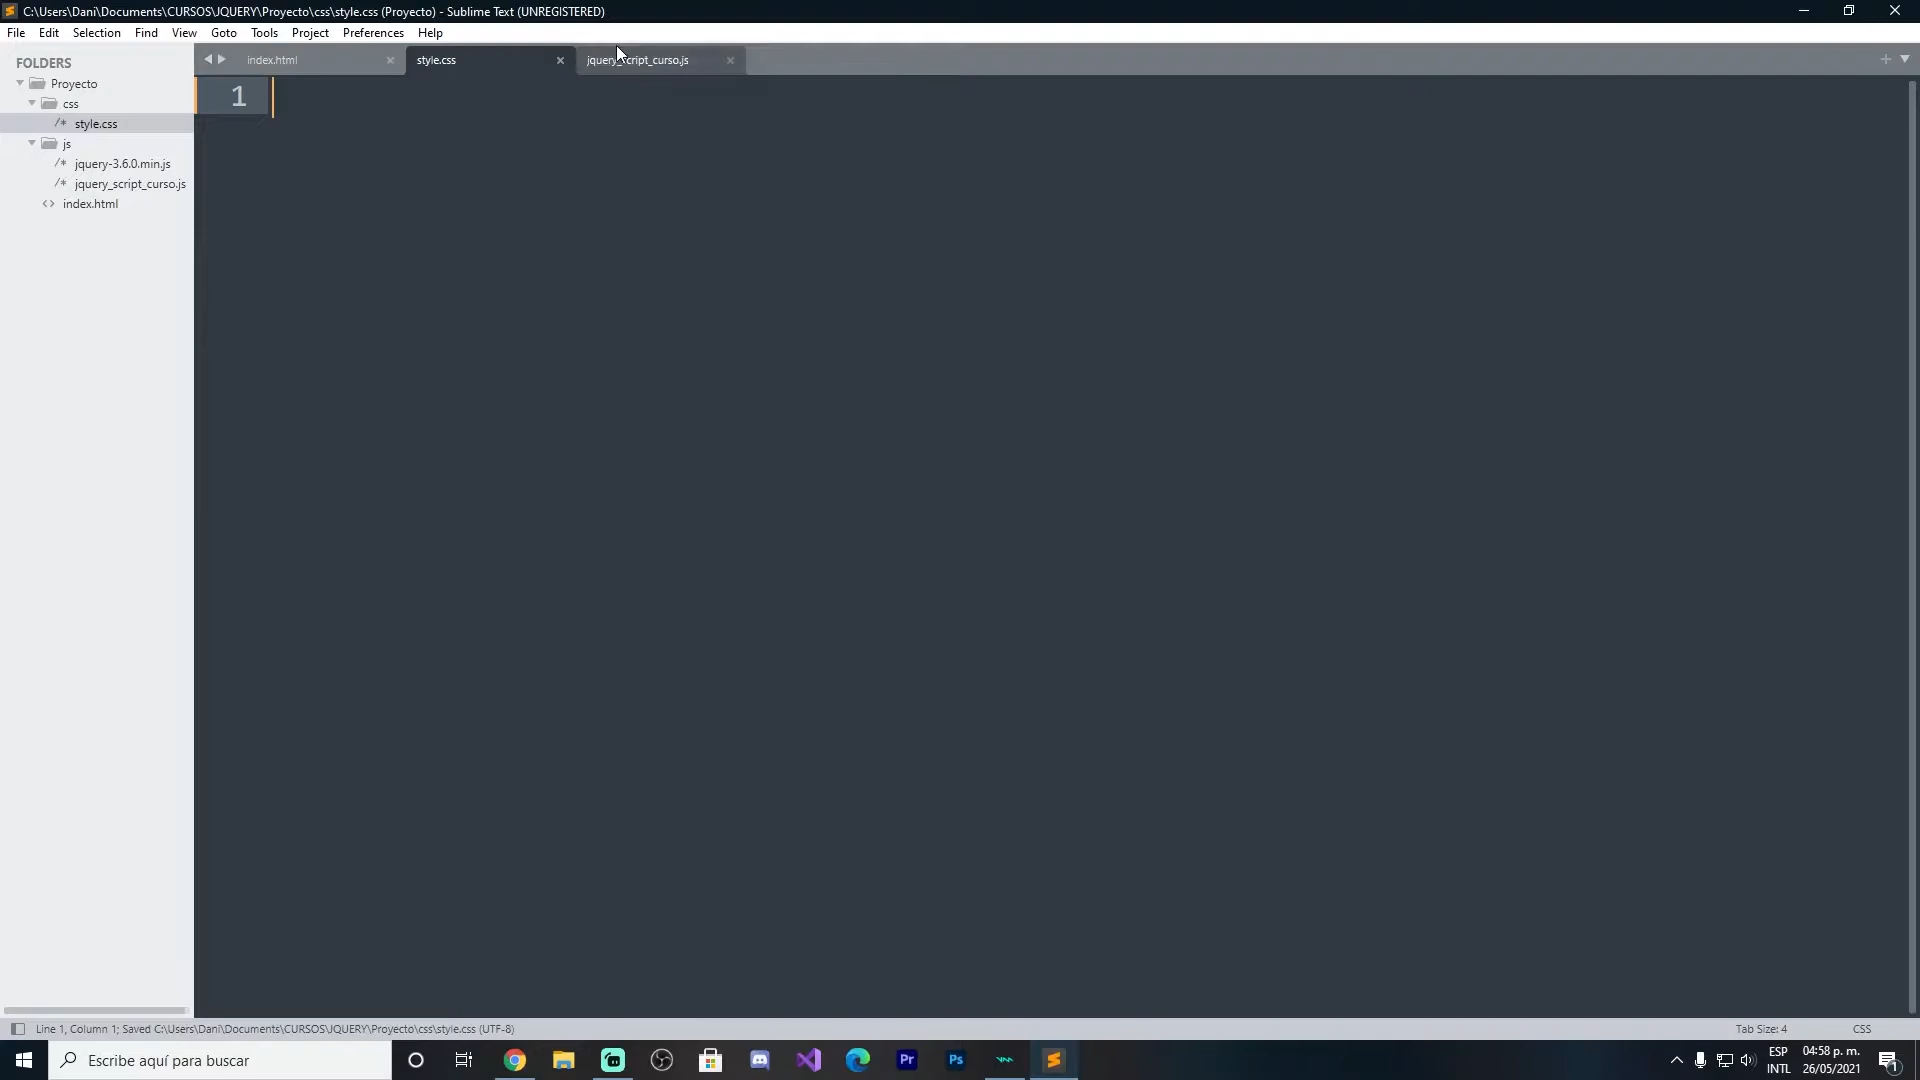 C:\Users\Dani\Documents\CURSOS\JQUERY\Proyecto\css\style.css (Proyecto) - Sublime Text (UNREGISTERED)
File Edit Selection Find View Goto Tools Project Preferences Help
FOLDERS
Proyecto
css
/* style.css
js
/* jquery-3.6.0.min.js
/* jquery_script_curso.js
<> index.html
index.html × style.css × jquery_script_curso.js ×
1
Line 1, Column 1; Saved C:\Users\Dani\Documents\CURSOS\JQUERY\Proyecto\css\style.css (UTF-8)
Tab Size: 4 CSS
Escribe aquí para buscar
Pr
Ps
ESP
INTL
04:58 p. m.
26/05/2021
1